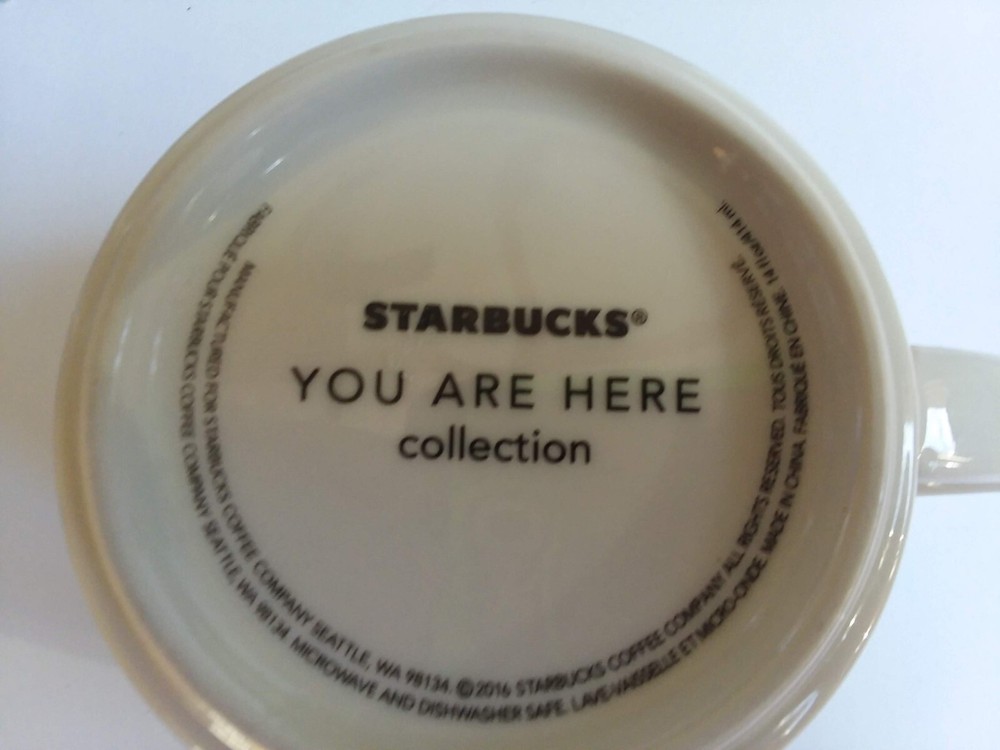 STARBUCKS®
YOU ARE HERE
collection
MANUFACTURED FOR STARBUCKS COFFEE COMPANY SEATTLE, WA 98134. ©2016 STARBUCKS COFFEE COMPANY ALL RIGHTS RESERVED. TOUS DROITS RÉSERVÉ.
FABRIQUÉ POUR STARBUCKS COFFEE COMPANY SEATTLE, WA 98134 MICROWAVE AND DISHWASHER SAFE. LAVE-VAISSELLE ET MICRO-ONDE. MADE IN CHINA. FABRIQUÉ EN CHINE. 14 fl oz/414 ml.